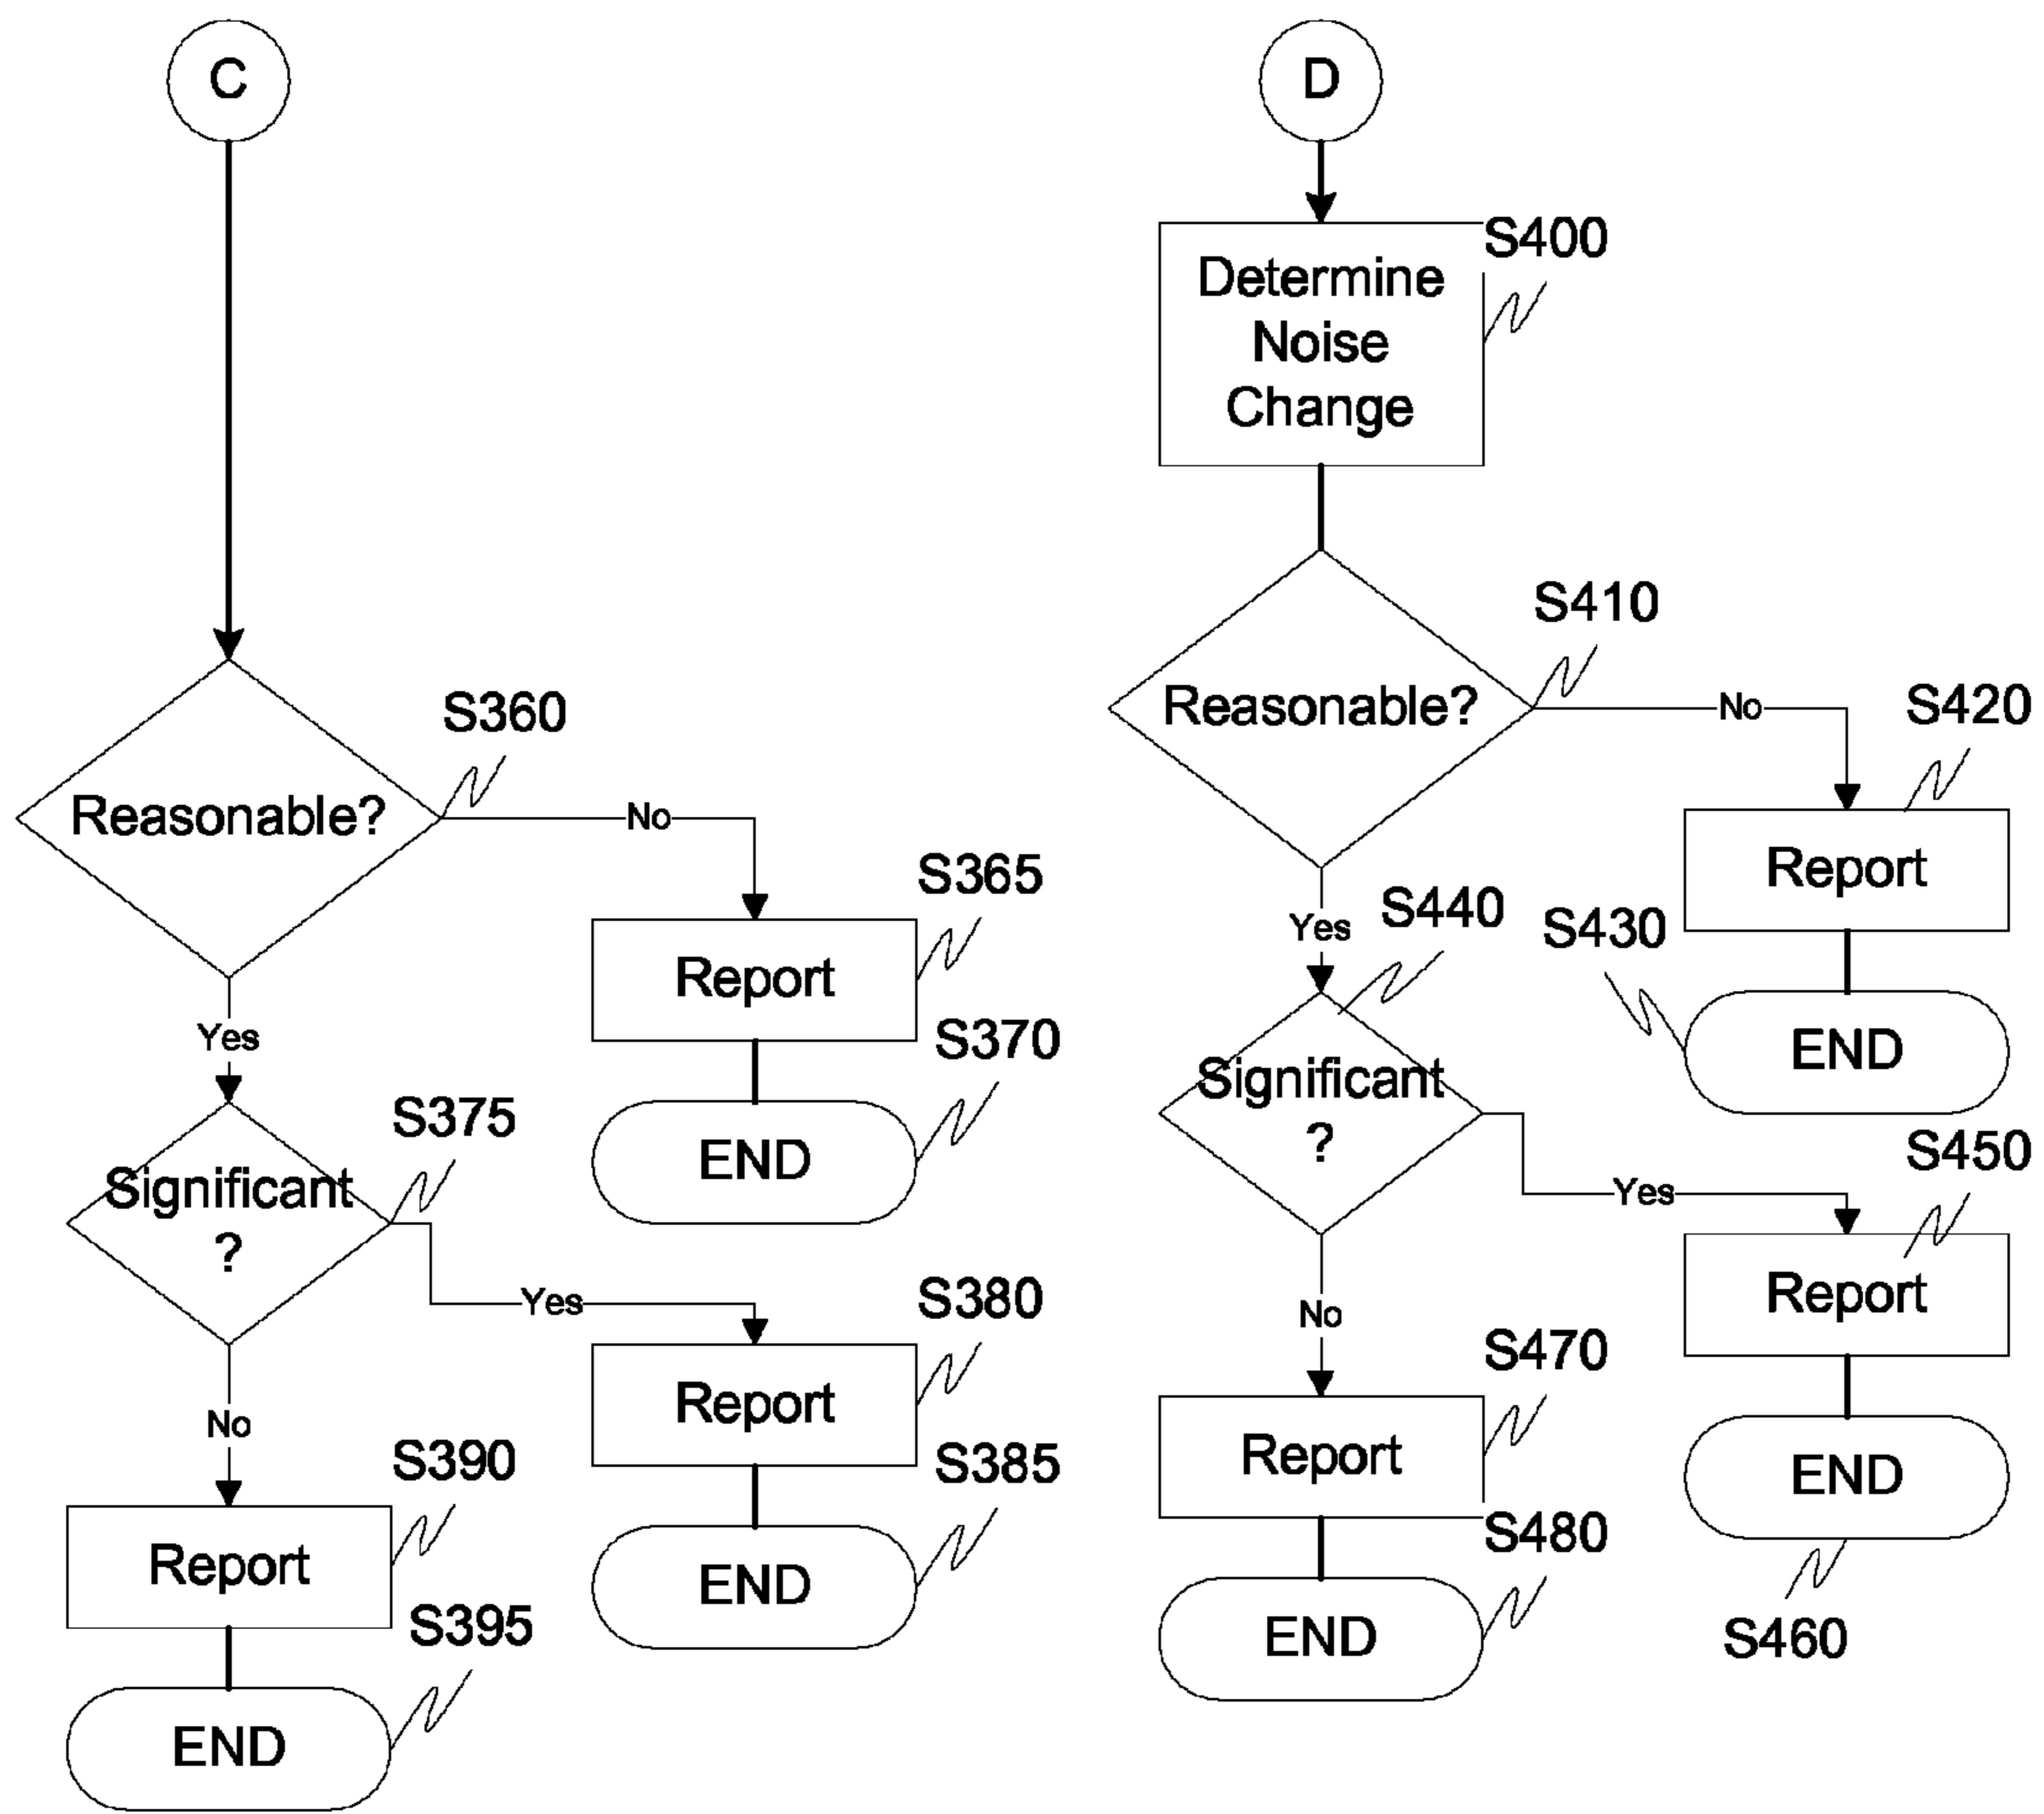 C
S360
Reasonable?
No
S365
Report
S370
END
Yes
S375
Significant
?
Yes
S380
Report
S385
END
No
S390
Report
S395
END
D
S400
Determine
Noise
Change
S410
Reasonable?
No
S420
Report
S430
END
Yes
S440
Significant
?
Yes
S450
Report
END
S460
No
S470
Report
S480
END